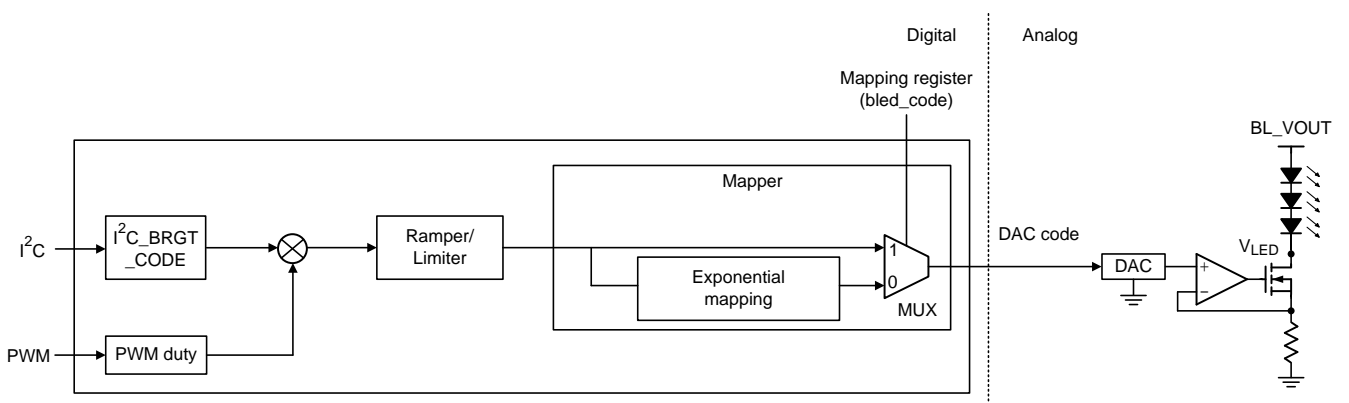 Digital
Analog
Mapping register
(bled_code)
BL_VOUT
Mapper
I²C
I²C_BRGT
_CODE
Ramper/
Limiter
1
DAC code
VLED
Exponential
mapping
0
MUX
DAC
+
−
PWM
PWM duty